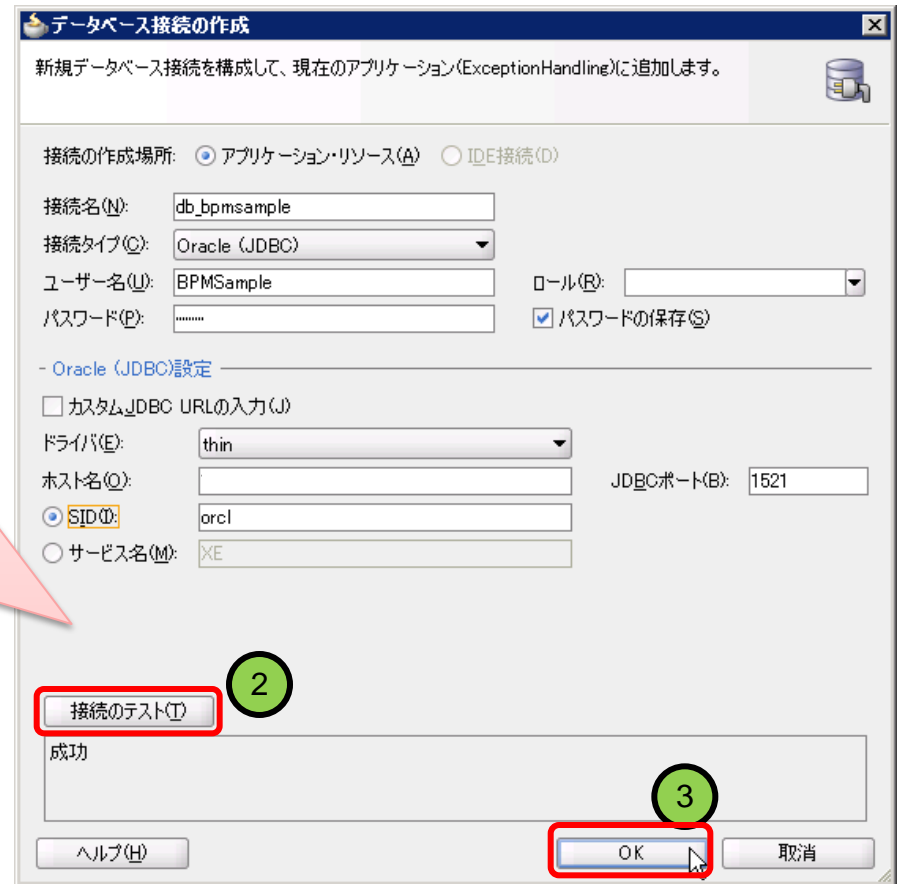 データベース接続の作成
新規データベース接続を構成して、現在のアプリケーション(ExceptionHandling)に追加します。
接続の作成場所: アプリケーション・リソース(A) IDE接続(D)
接続名(N): db_bpmsample
接続タイプ(C): Oracle (JDBC)
ユーザー名(U): BPMSample ロール(R):
パスワード(P): ········· パスワードの保存(S)
- Oracle (JDBC)設定
カスタムJDBC URLの入力(J)
ドライバ(E): thin
ホスト名(O): JDBCポート(B): 1521
SID(I): orcl
サービス名(M): XE
2
接続のテスト(T)
成功
3
ヘルプ(H) OK 取消